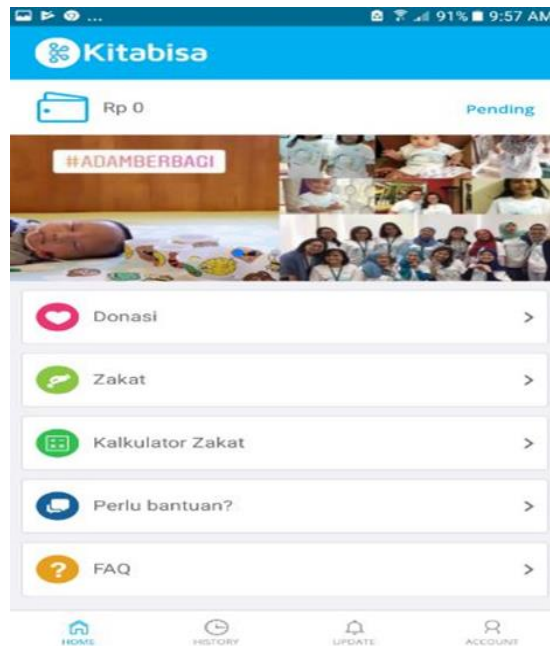 ... 91% 9:57 AM
Kitabisa
Rp 0 Pending
#ADAMBERBAGI
Donasi >
Zakat >
Kalkulator Zakat >
Perlu bantuan? >
? FAQ >
HOME HISTORY UPDATE ACCOUNT